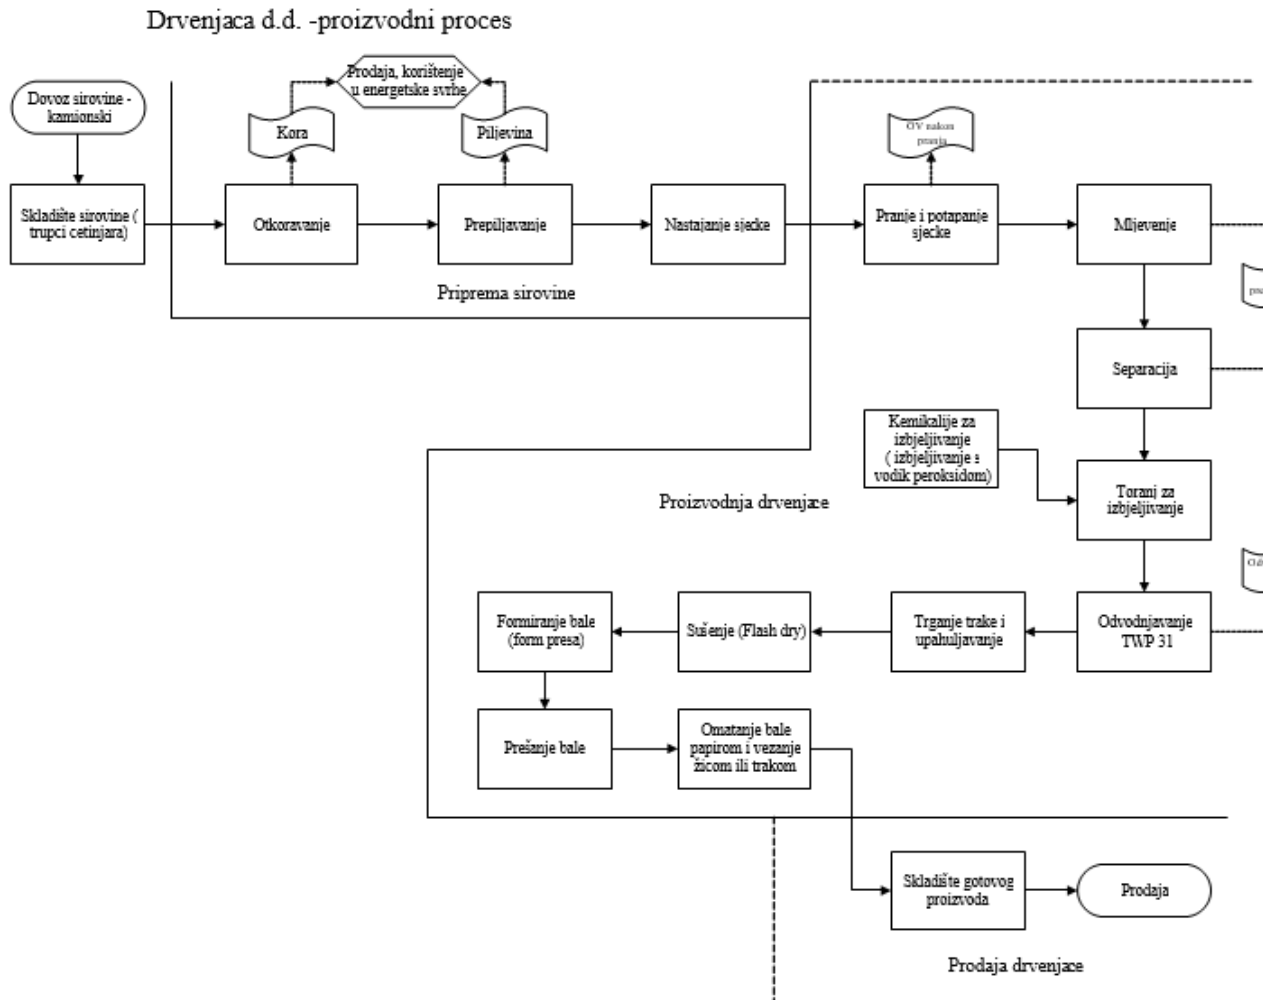 Drvenjaca d.d. -proizvodni proces
Dovoz sirovine -
kamionski
Prodaja, korištenje
u energetske svrhe
Kora
Piljevina
OV nakon
pranja
Skladište sirovine (
trupci cetinjara)
Otkoravanje
Prepiljavanje
Nastajanje sjecke
Pranje i potapanje
sjecke
Mljevenje
Priprema sirovine
Separacija
Kemikalije za
izbjeljivanje
( izbjeljivanje s
vodik peroksidom)
Toranj za
izbjeljivanje
Proizvodnja drvenjace
Formiranje bale
(form presa)
Sušenje (Flash dry)
Trganje trake i
upahuljavanje
Odvodnjavanje
TWP 31
Prešanje bale
Omatanje bale
papirom i vezanje
žicom ili trakom
Skladište gotovog
proizvoda
Prodaja
Prodaja drvenjace